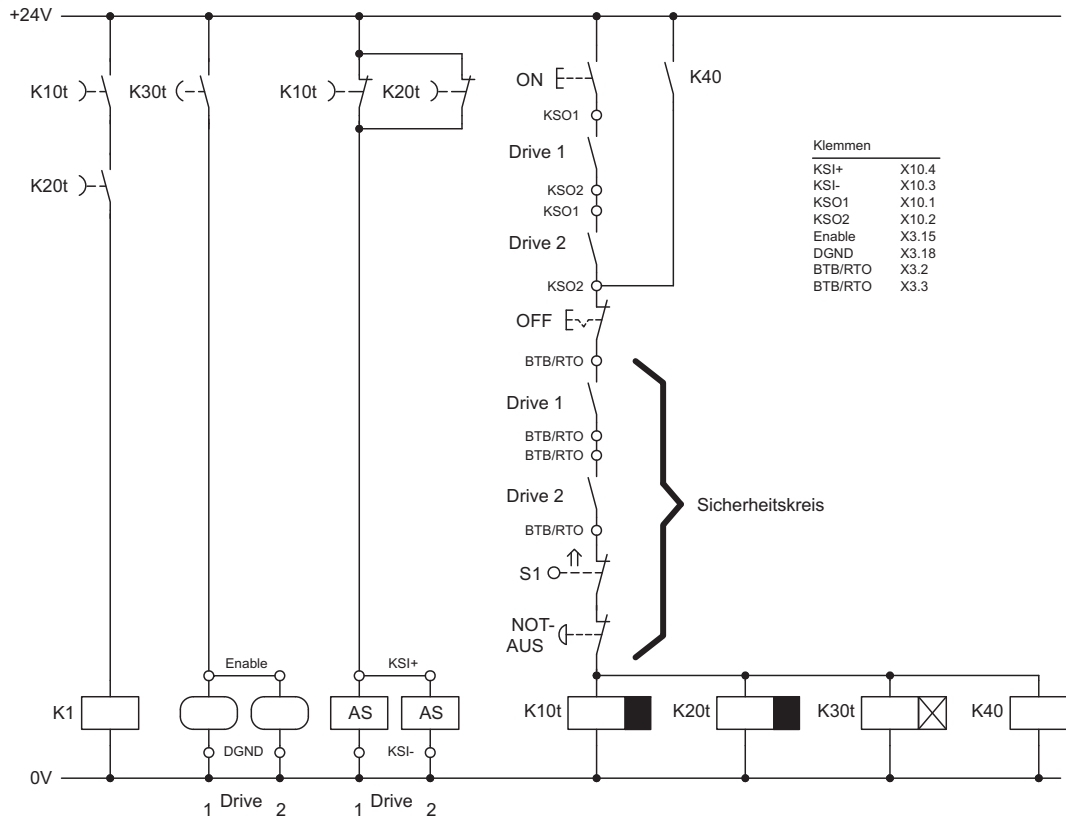 +24V
K10t
K30t
K10t
K20t
ON
K40
KSO1
Drive 1
KSO2
KSO1
K20t
Drive 2
KSO2
OFF
BTB/RTO
Drive 1
BTB/RTO
BTB/RTO
Drive 2
BTB/RTO
S1
NOT-
AUS
Sicherheitskreis
Klemmen
KSI+ X10.4
KSI- X10.3
KSO1 X10.1
KSO2 X10.2
Enable X3.15
DGND X3.18
BTB/RTO X3.2
BTB/RTO X3.3
Enable
KSI+
K1
AS
AS
K10t
K20t
K30t
K40
DGND
KSI-
0V
1 Drive 2
1 Drive 2